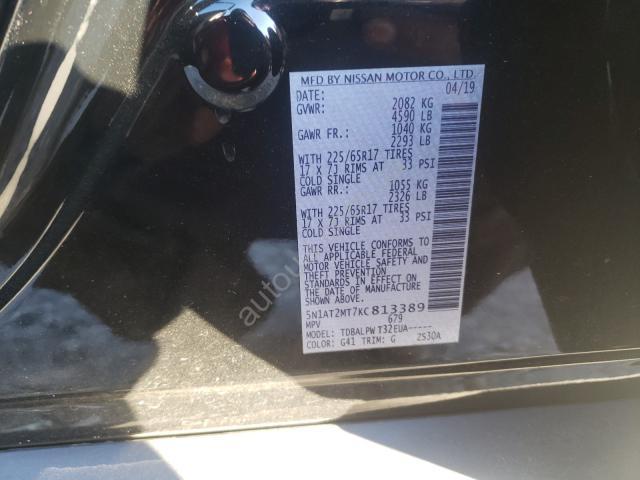 MFD BY NISSAN MOTOR CO., LTD.
DATE: 04/19
GVWR: 2082 KG
4590 LB
GAWR FR.: 1040 KG
2293 LB
WITH 225/65R17 TIRES
17 X 7J RIMS AT 33 PSI
COLD SINGLE
GAWR RR.: 1055 KG
2326 LB
WITH 225/65R17 TIRES
17 X 7J RIMS AT 33 PSI
COLD SINGLE
THIS VEHICLE CONFORMS TO
ALL APPLICABLE FEDERAL
MOTOR VEHICLE SAFETY AND
THEFT PREVENTION
STANDARDS IN EFFECT ON
THE DATE OF MANUFACTURE
SHOWN ABOVE.
5N1AT2MT7KC813389
MPV 679
MODEL: TDBALPW T32EUA-----
COLOR: G41 TRIM: G 2S30A